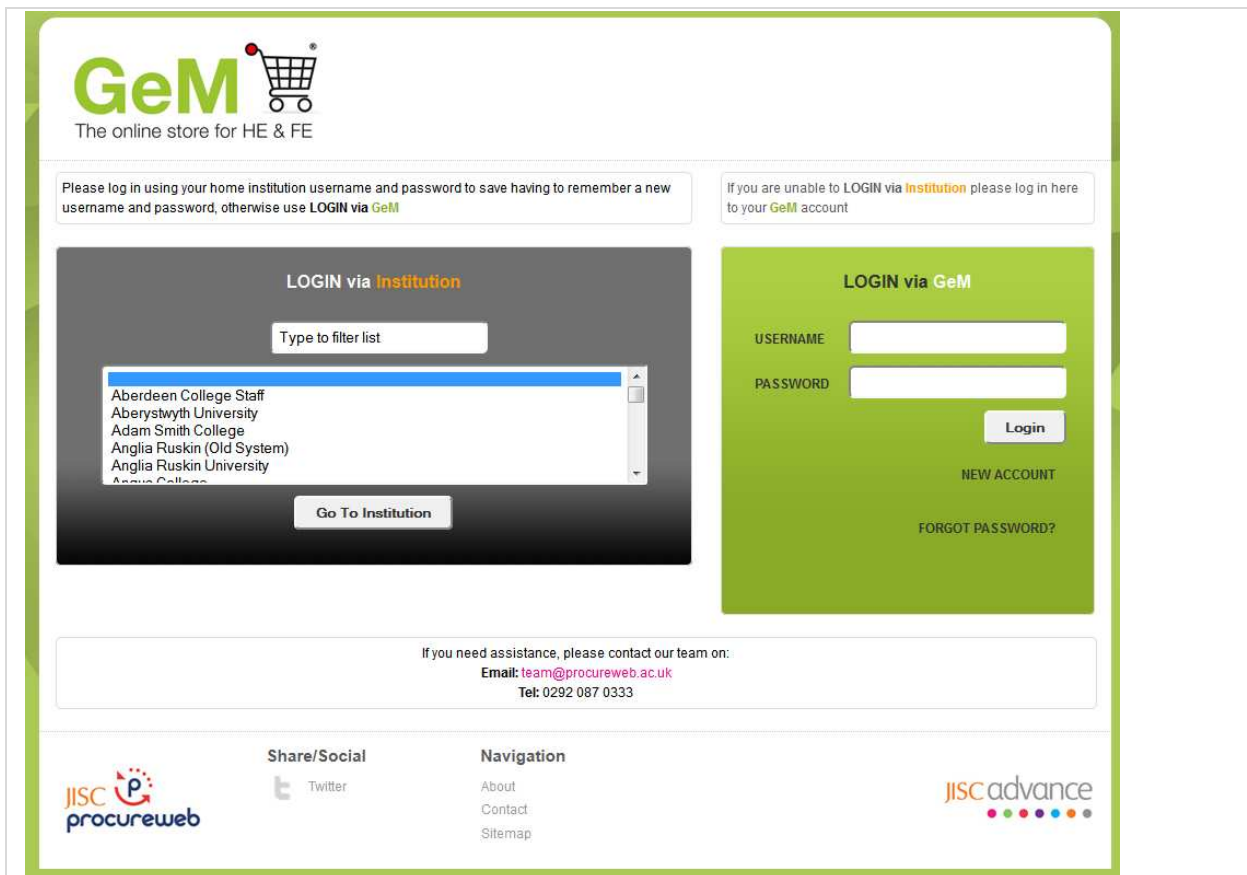 GeM®
The online store for HE & FE
Please log in using your home institution username and password to save having to remember a new
username and password, otherwise use LOGIN via GeM
If you are unable to LOGIN via Institution please log in here
to your GeM account
LOGIN via Institution
Type to filter list
Aberdeen College Staff
Aberystwyth University
Adam Smith College
Anglia Ruskin (Old System)
Anglia Ruskin University
Angus College
Go To Institution
LOGIN via GeM
USERNAME
PASSWORD
Login
NEW ACCOUNT
FORGOT PASSWORD?
If you need assistance, please contact our team on:
Email: team@procureweb.ac.uk
Tel: 0292 087 0333
JISC P
procureweb
Share/Social
Twitter
Navigation
About
Contact
Sitemap
JISC advance